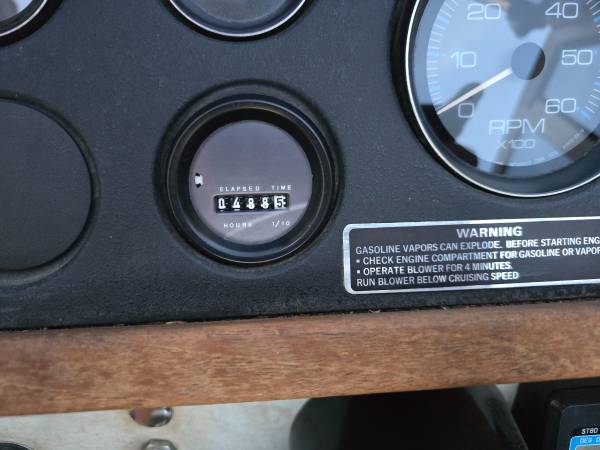 20 40
10 50
0 60
RPM
X100
ELAPSED TIME
04885
HOURS 1/10
WARNING
GASOLINE VAPORS CAN EXPLODE. BEFORE STARTING ENG
• CHECK ENGINE COMPARTMENT FOR GASOLINE OR VAPOR
• OPERATE BLOWER FOR 4 MINUTES.
RUN BLOWER BELOW CRUISING SPEED
STBD
DES D